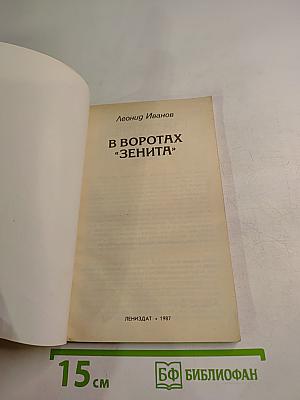 Леонид Иванов
В ВОРОТАХ
«ЗЕНИТА»
ЛЕНИЗДАТ • 1987
15 см
БФ БИБЛИОФАН